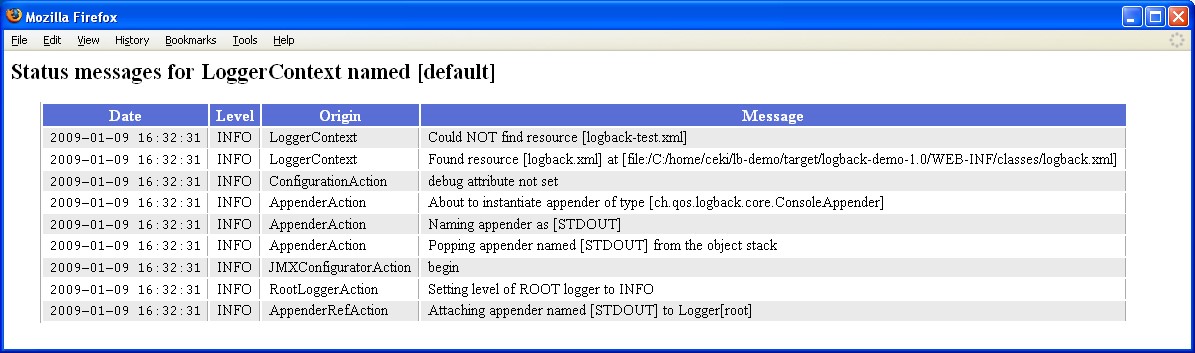 Mozilla Firefox
File Edit View History Bookmarks Tools Help
Status messages for LoggerContext named [default]
Date Level Origin Message
2009-01-09 16:32:31 INFO LoggerContext Could NOT find resource [logback-test.xml]
2009-01-09 16:32:31 INFO LoggerContext Found resource [logback.xml] at [file:/C:/home/ceki/lb-demo/target/logback-demo-1.0/WEB-INF/classes/logback.xml]
2009-01-09 16:32:31 INFO ConfigurationAction debug attribute not set
2009-01-09 16:32:31 INFO AppenderAction About to instantiate appender of type [ch.qos.logback.core.ConsoleAppender]
2009-01-09 16:32:31 INFO AppenderAction Naming appender as [STDOUT]
2009-01-09 16:32:31 INFO AppenderAction Popping appender named [STDOUT] from the object stack
2009-01-09 16:32:31 INFO JMXConfiguratorAction begin
2009-01-09 16:32:31 INFO RootLoggerAction Setting level of ROOT logger to INFO
2009-01-09 16:32:31 INFO AppenderRefAction Attaching appender named [STDOUT] to Logger[root]